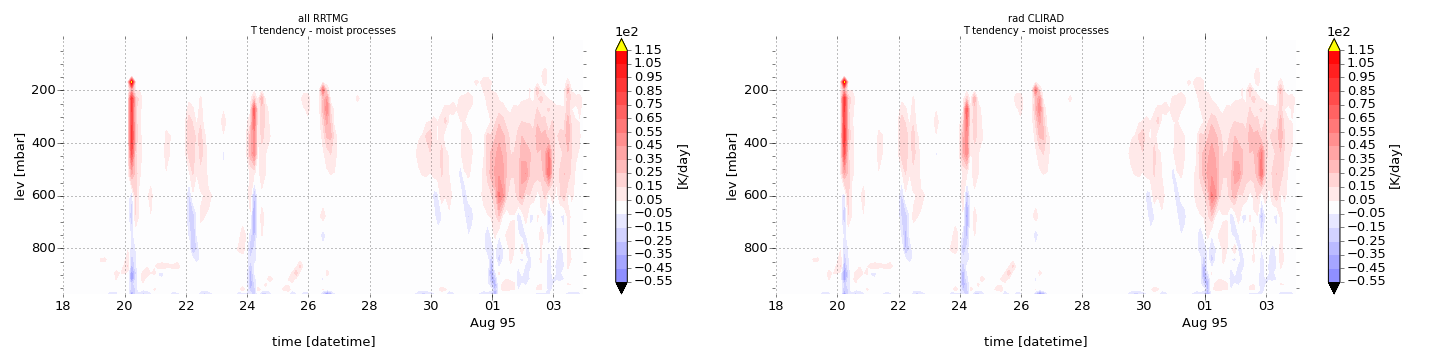 all RRTMG
T tendency - moist processes
1e2
1.15
1.05
0.95
0.85
0.75
0.65
0.55
0.45
0.35
0.25
0.15
0.05
−0.05
−0.15
−0.25
−0.35
−0.45
−0.55
[K/day]
200
400
600
800
lev [mbar]
18 20 22 24 26 28 30 01 03
Aug 95
time [datetime]
rad CLIRAD
T tendency - moist processes
1e2
1.15
1.05
0.95
0.85
0.75
0.65
0.55
0.45
0.35
0.25
0.15
0.05
−0.05
−0.15
−0.25
−0.35
−0.45
−0.55
[K/day]
200
400
600
800
lev [mbar]
18 20 22 24 26 28 30 01 03
Aug 95
time [datetime]